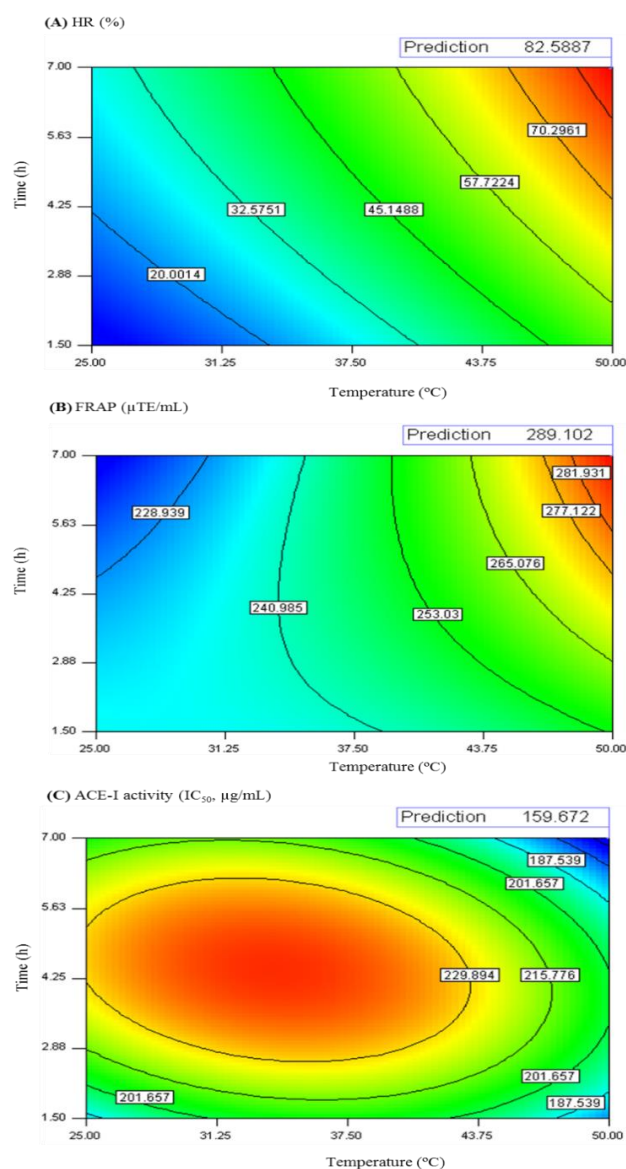 (A) HR (%)
Prediction 82.5887
7.00
5.63
4.25
2.88
1.50
Time (h)
70.2961
57.7224
45.1488
32.5751
20.0014
25.00 31.25 37.50 43.75 50.00
Temperature (°C)
(B) FRAP (µTE/mL)
Prediction 289.102
7.00
5.63
4.25
2.88
1.50
Time (h)
281.931
277.122
228.939
265.076
240.985
253.03
25.00 31.25 37.50 43.75 50.00
Temperature (°C)
(C) ACE-I activity (IC₅₀, µg/mL)
Prediction 159.672
7.00
5.63
4.25
2.88
1.50
Time (h)
187.539
201.657
229.894 215.776
201.657
201.657
187.539
25.00 31.25 37.50 43.75 50.00
Temperature (°C)